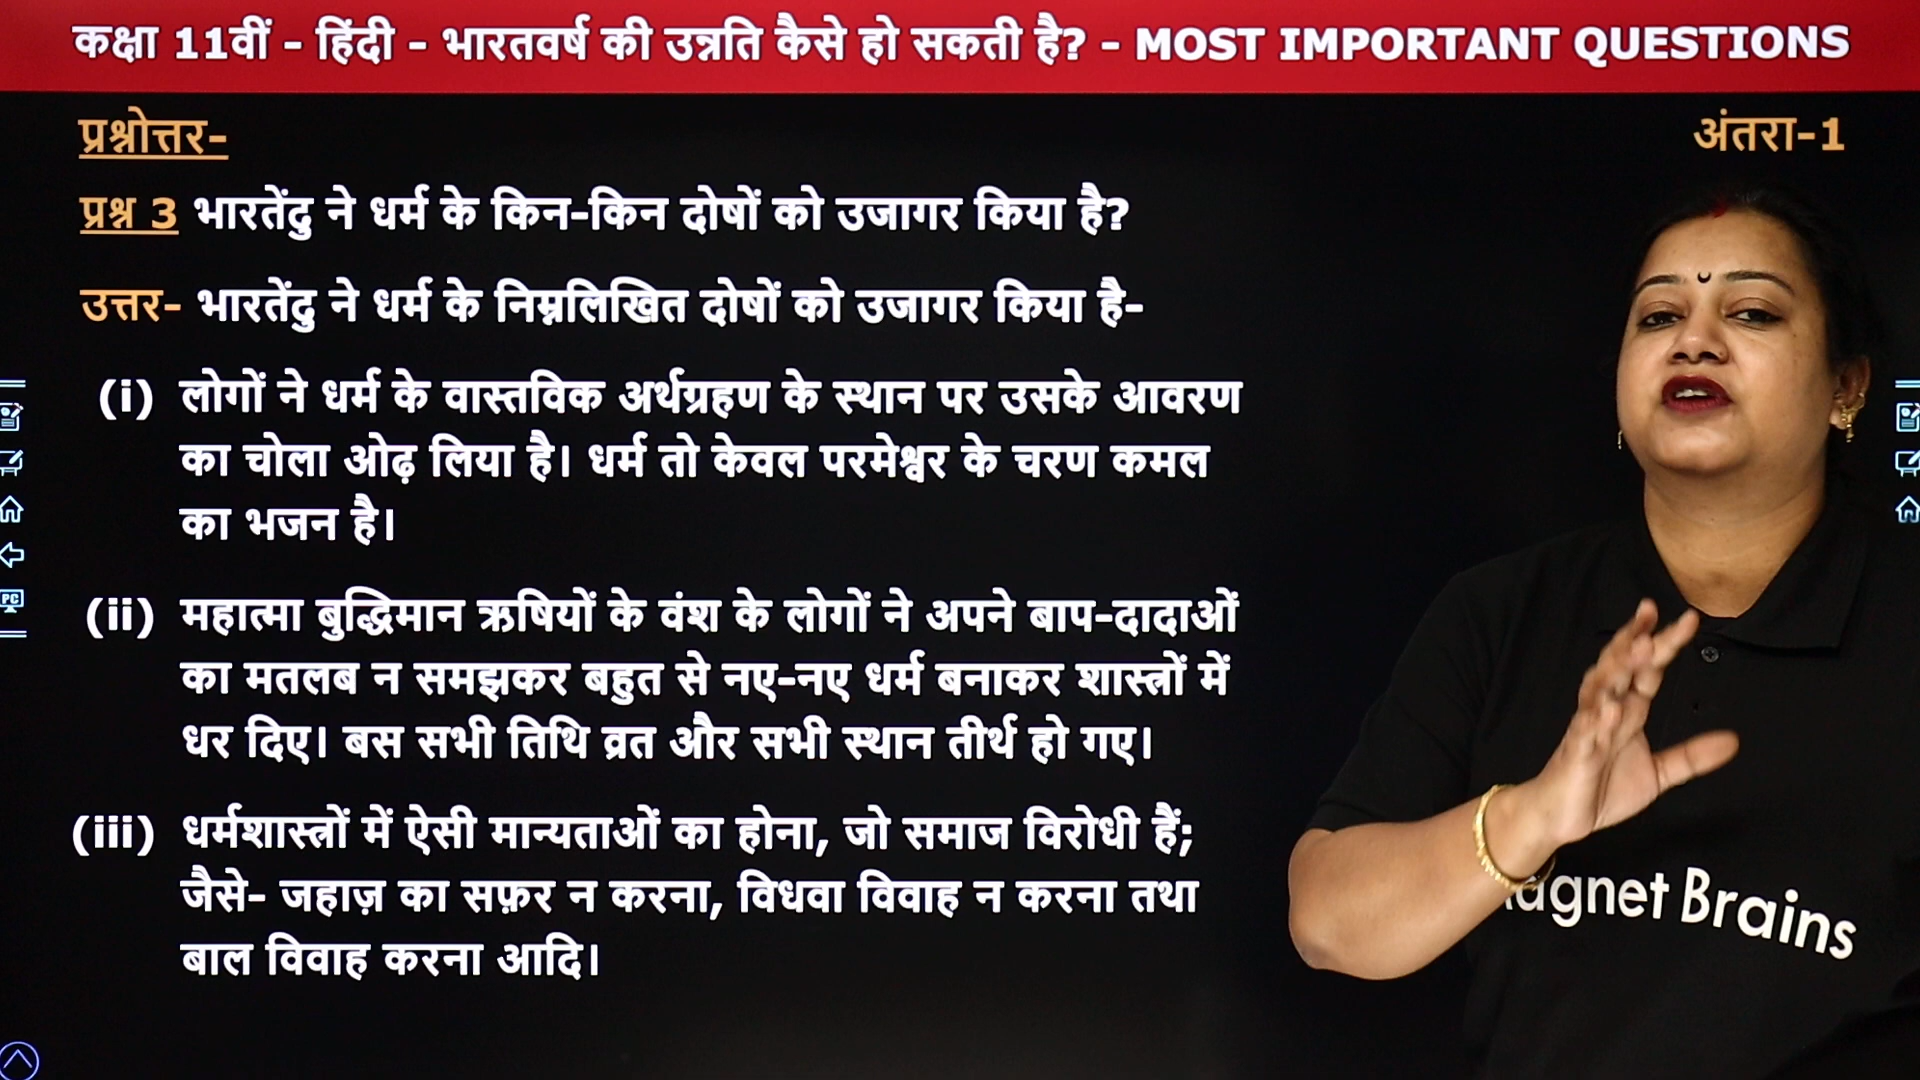 कक्षा 11वीं - हिंदी - भारतवर्ष की उन्नति कैसे हो सकती है? - MOST IMPORTANT QUESTIONS
प्रश्नोत्तर-
अंतरा-1
प्रश्न 3 भारतेंदु ने धर्म के किन-किन दोषों को उजागर किया है?
उत्तर- भारतेंदु ने धर्म के निम्नलिखित दोषों को उजागर किया है-
(i) लोगों ने धर्म के वास्तविक अर्थग्रहण के स्थान पर उसके आवरण
का चोला ओढ़ लिया है। धर्म तो केवल परमेश्वर के चरण कमल
का भजन है।
(ii) महात्मा बुद्धिमान ऋषियों के वंश के लोगों ने अपने बाप-दादाओं
का मतलब न समझकर बहुत से नए-नए धर्म बनाकर शास्त्रों में
धर दिए। बस सभी तिथि व्रत और सभी स्थान तीर्थ हो गए।
(iii) धर्मशास्त्रों में ऐसी मान्यताओं का होना, जो समाज विरोधी हैं;
जैसे- जहाज़ का सफ़र न करना, विधवा विवाह न करना तथा
बाल विवाह करना आदि।
PC
Brains